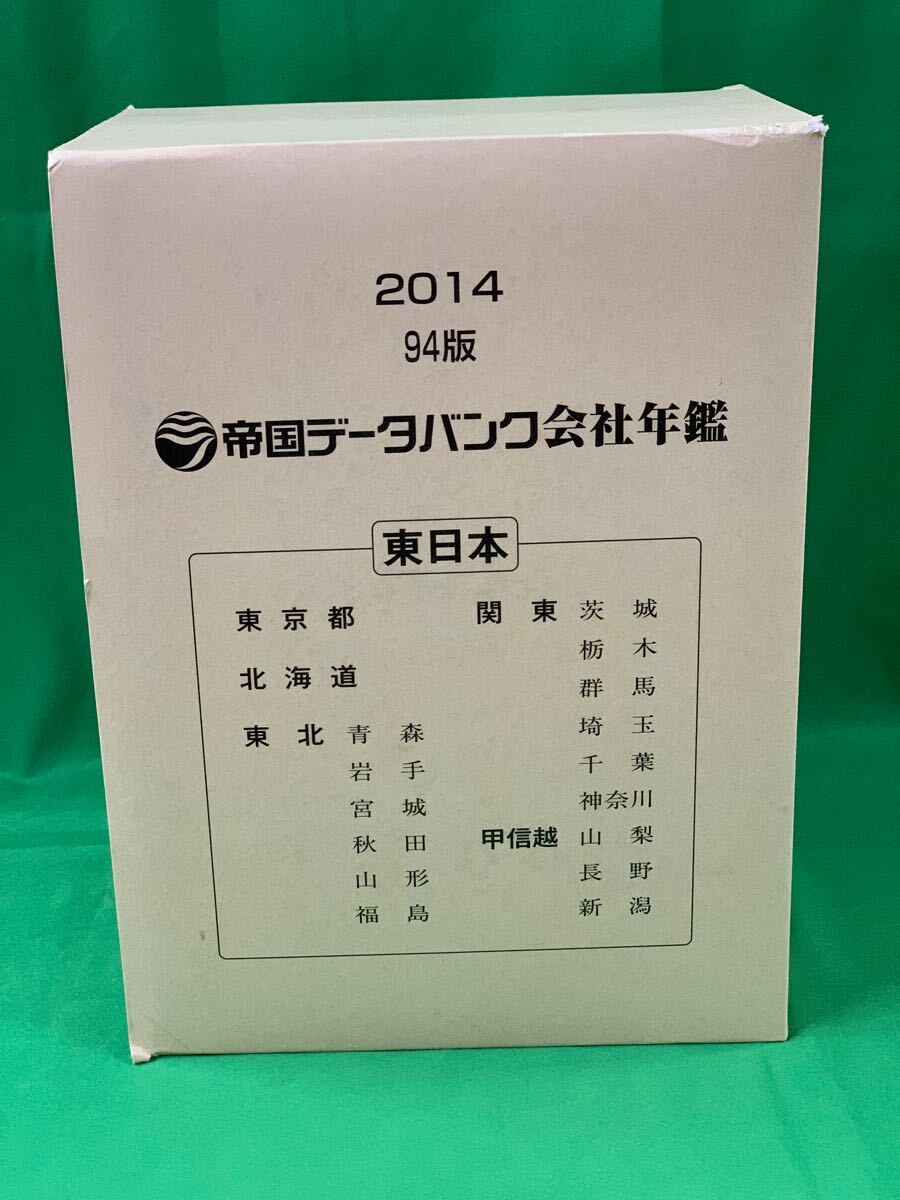 2014
94版
帝国データバンク会社年鑑
東日本
東京都
北海道
東北 青森
岩手
宮城
秋田
山形
福島
関東 茨城
栃木
群馬
埼玉
千葉
神奈川
甲信越 山梨
長野
新潟